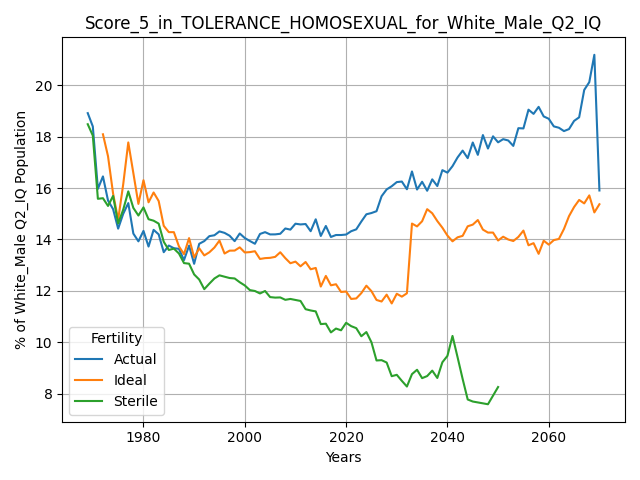 Score_5_in_TOLERANCE_HOMOSEXUAL_for_White_Male_Q2_IQ
% of White_Male Q2_IQ Population
20
18
16
14
12
10
8
Fertility
Actual
Ideal
Sterile
1980 2000 2020 2040 2060
Years